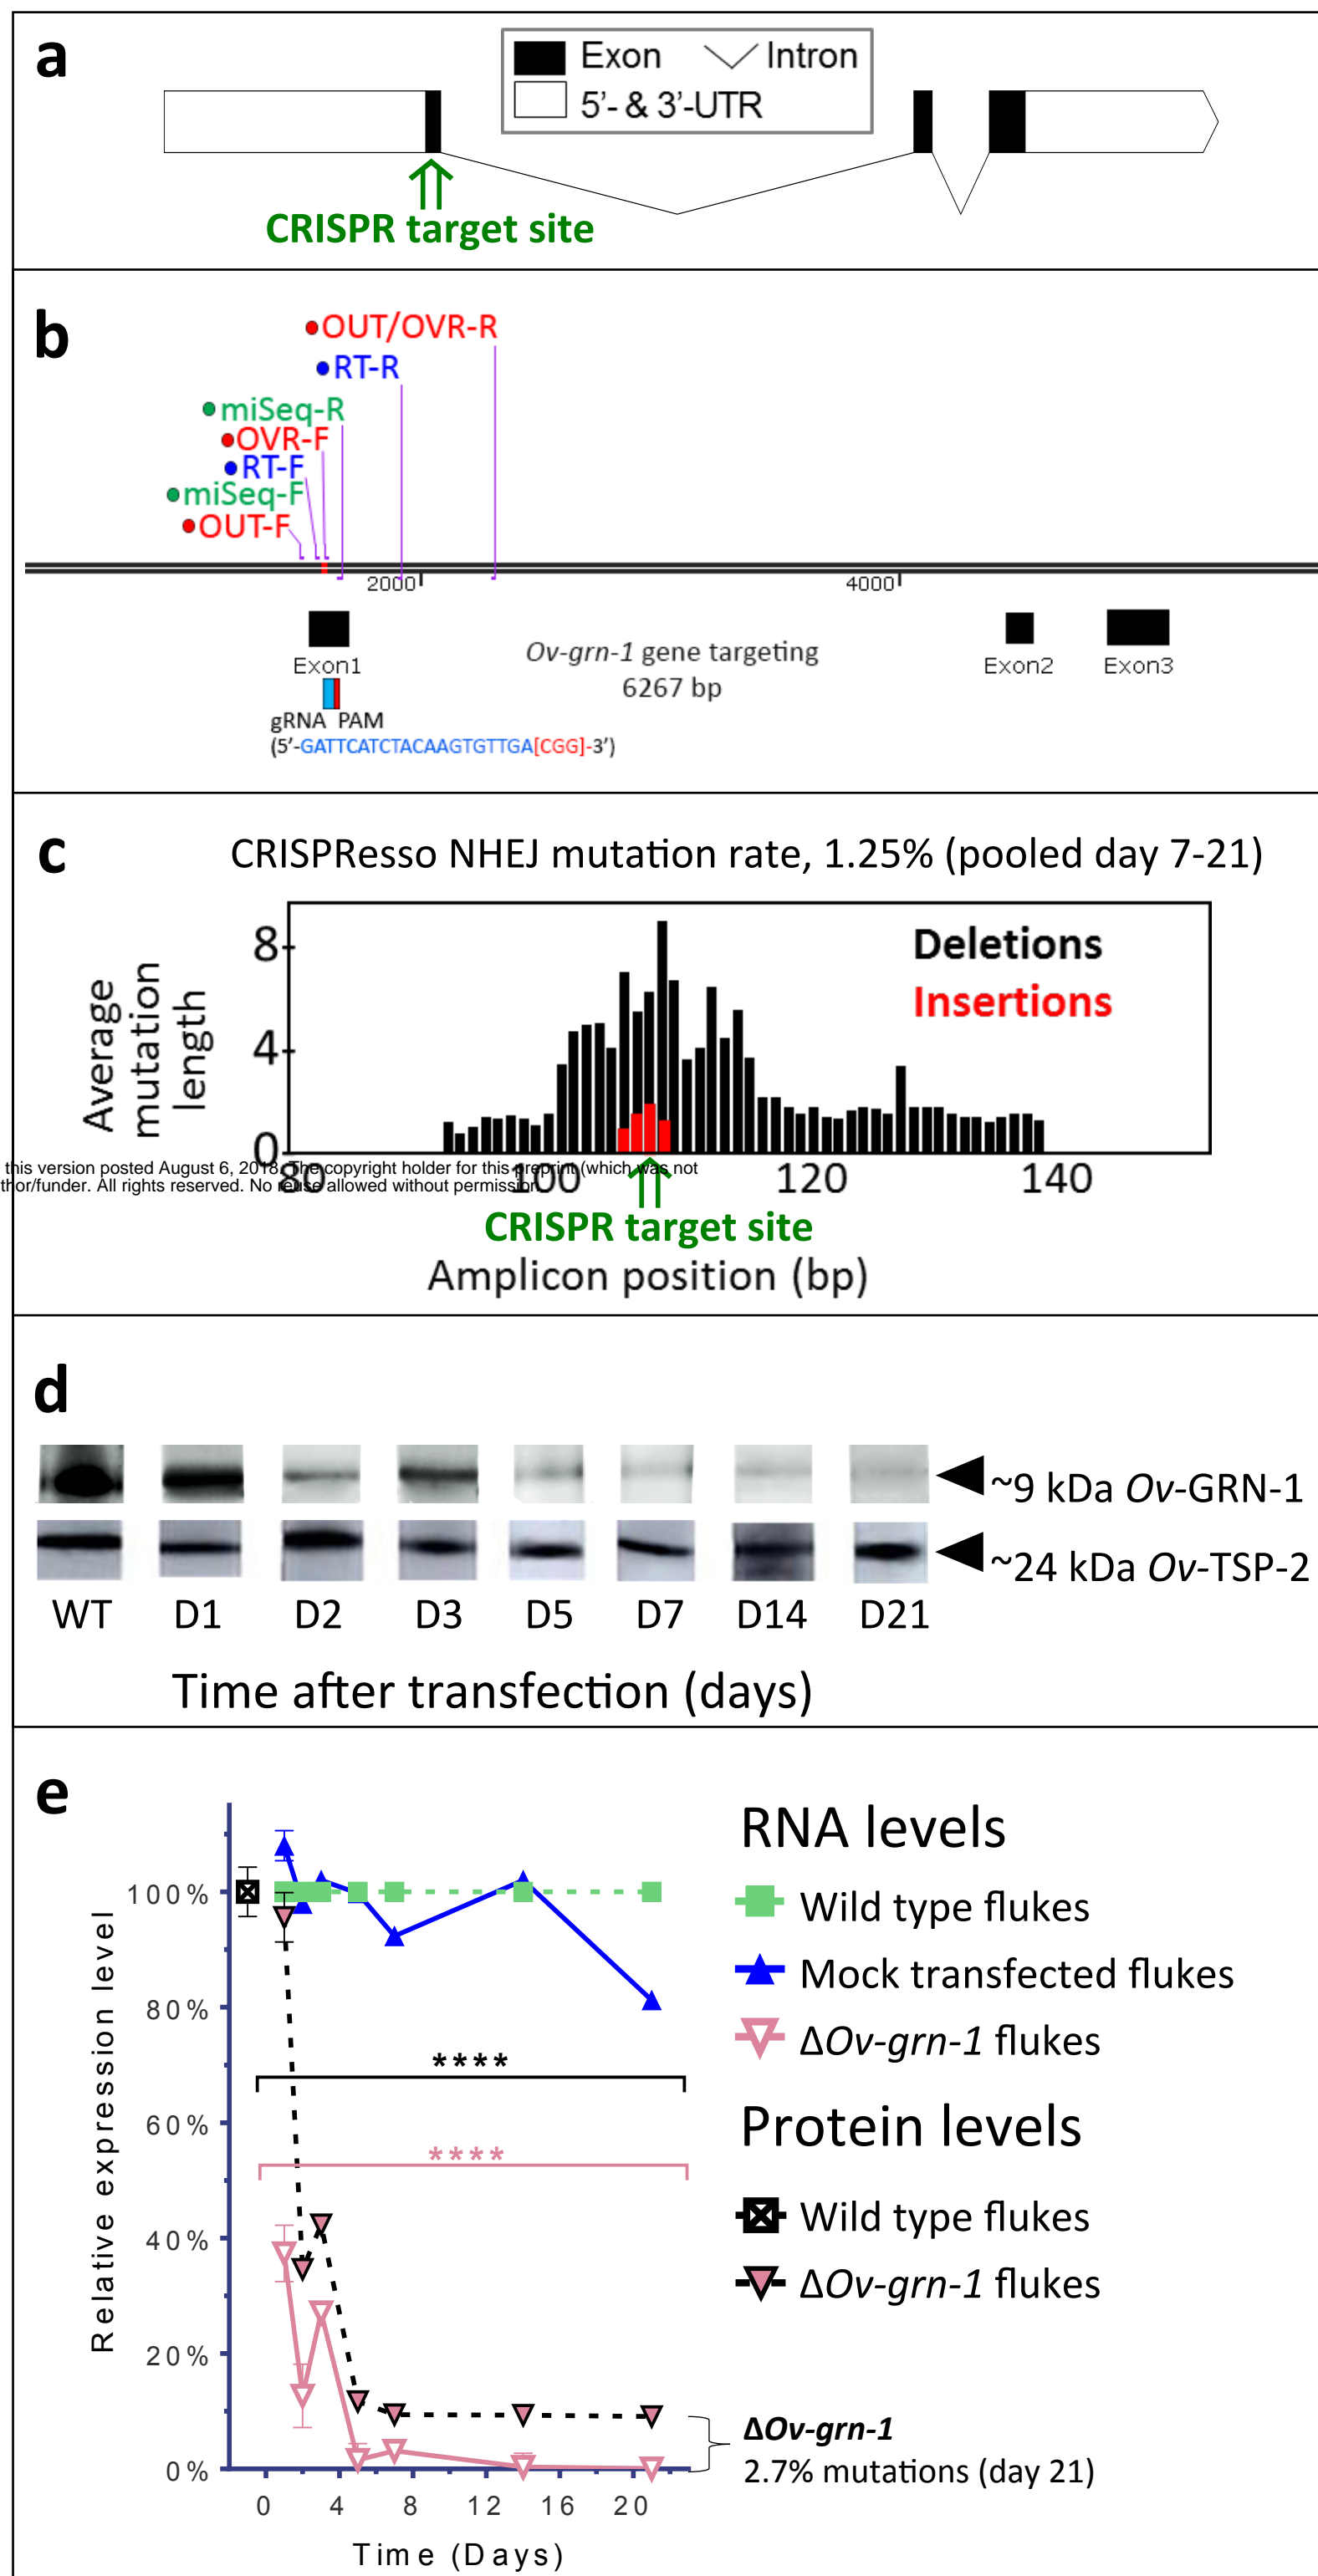 a
Exon
Intron
5’- & 3’-UTR
CRISPR target site
b
OUT/OVR-R
RT-R
miSeq-R
OVR-F
RT-F
miSeq-F
OUT-F
2000
4000
Exon1
Exon2
Exon3
Ov-grn-1 gene targeting
6267 bp
gRNA PAM
(5’-GATTCATCTACAAGTGTTGA[CGG]-3’)
c
CRISPResso NHEJ mutation rate, 1.25% (pooled day 7-21)
Average
mutation
length
8
4
0
Deletions
Insertions
this version posted August 6, 2018. The copyright holder for this preprint (which was not
thor/funder. All rights reserved. No reuse allowed without permission.
80
100
120
140
CRISPR target site
Amplicon position (bp)
d
~9 kDa Ov-GRN-1
~24 kDa Ov-TSP-2
WT D1 D2 D3 D5 D7 D14 D21
Time after transfection (days)
e
Relative expression level
100%
80%
60%
40%
20%
0%
****
****
0 4 8 12 16 20
Time (Days)
RNA levels
Wild type flukes
Mock transfected flukes
ΔOv-grn-1 flukes
Protein levels
Wild type flukes
ΔOv-grn-1 flukes
ΔOv-grn-1
2.7% mutations (day 21)